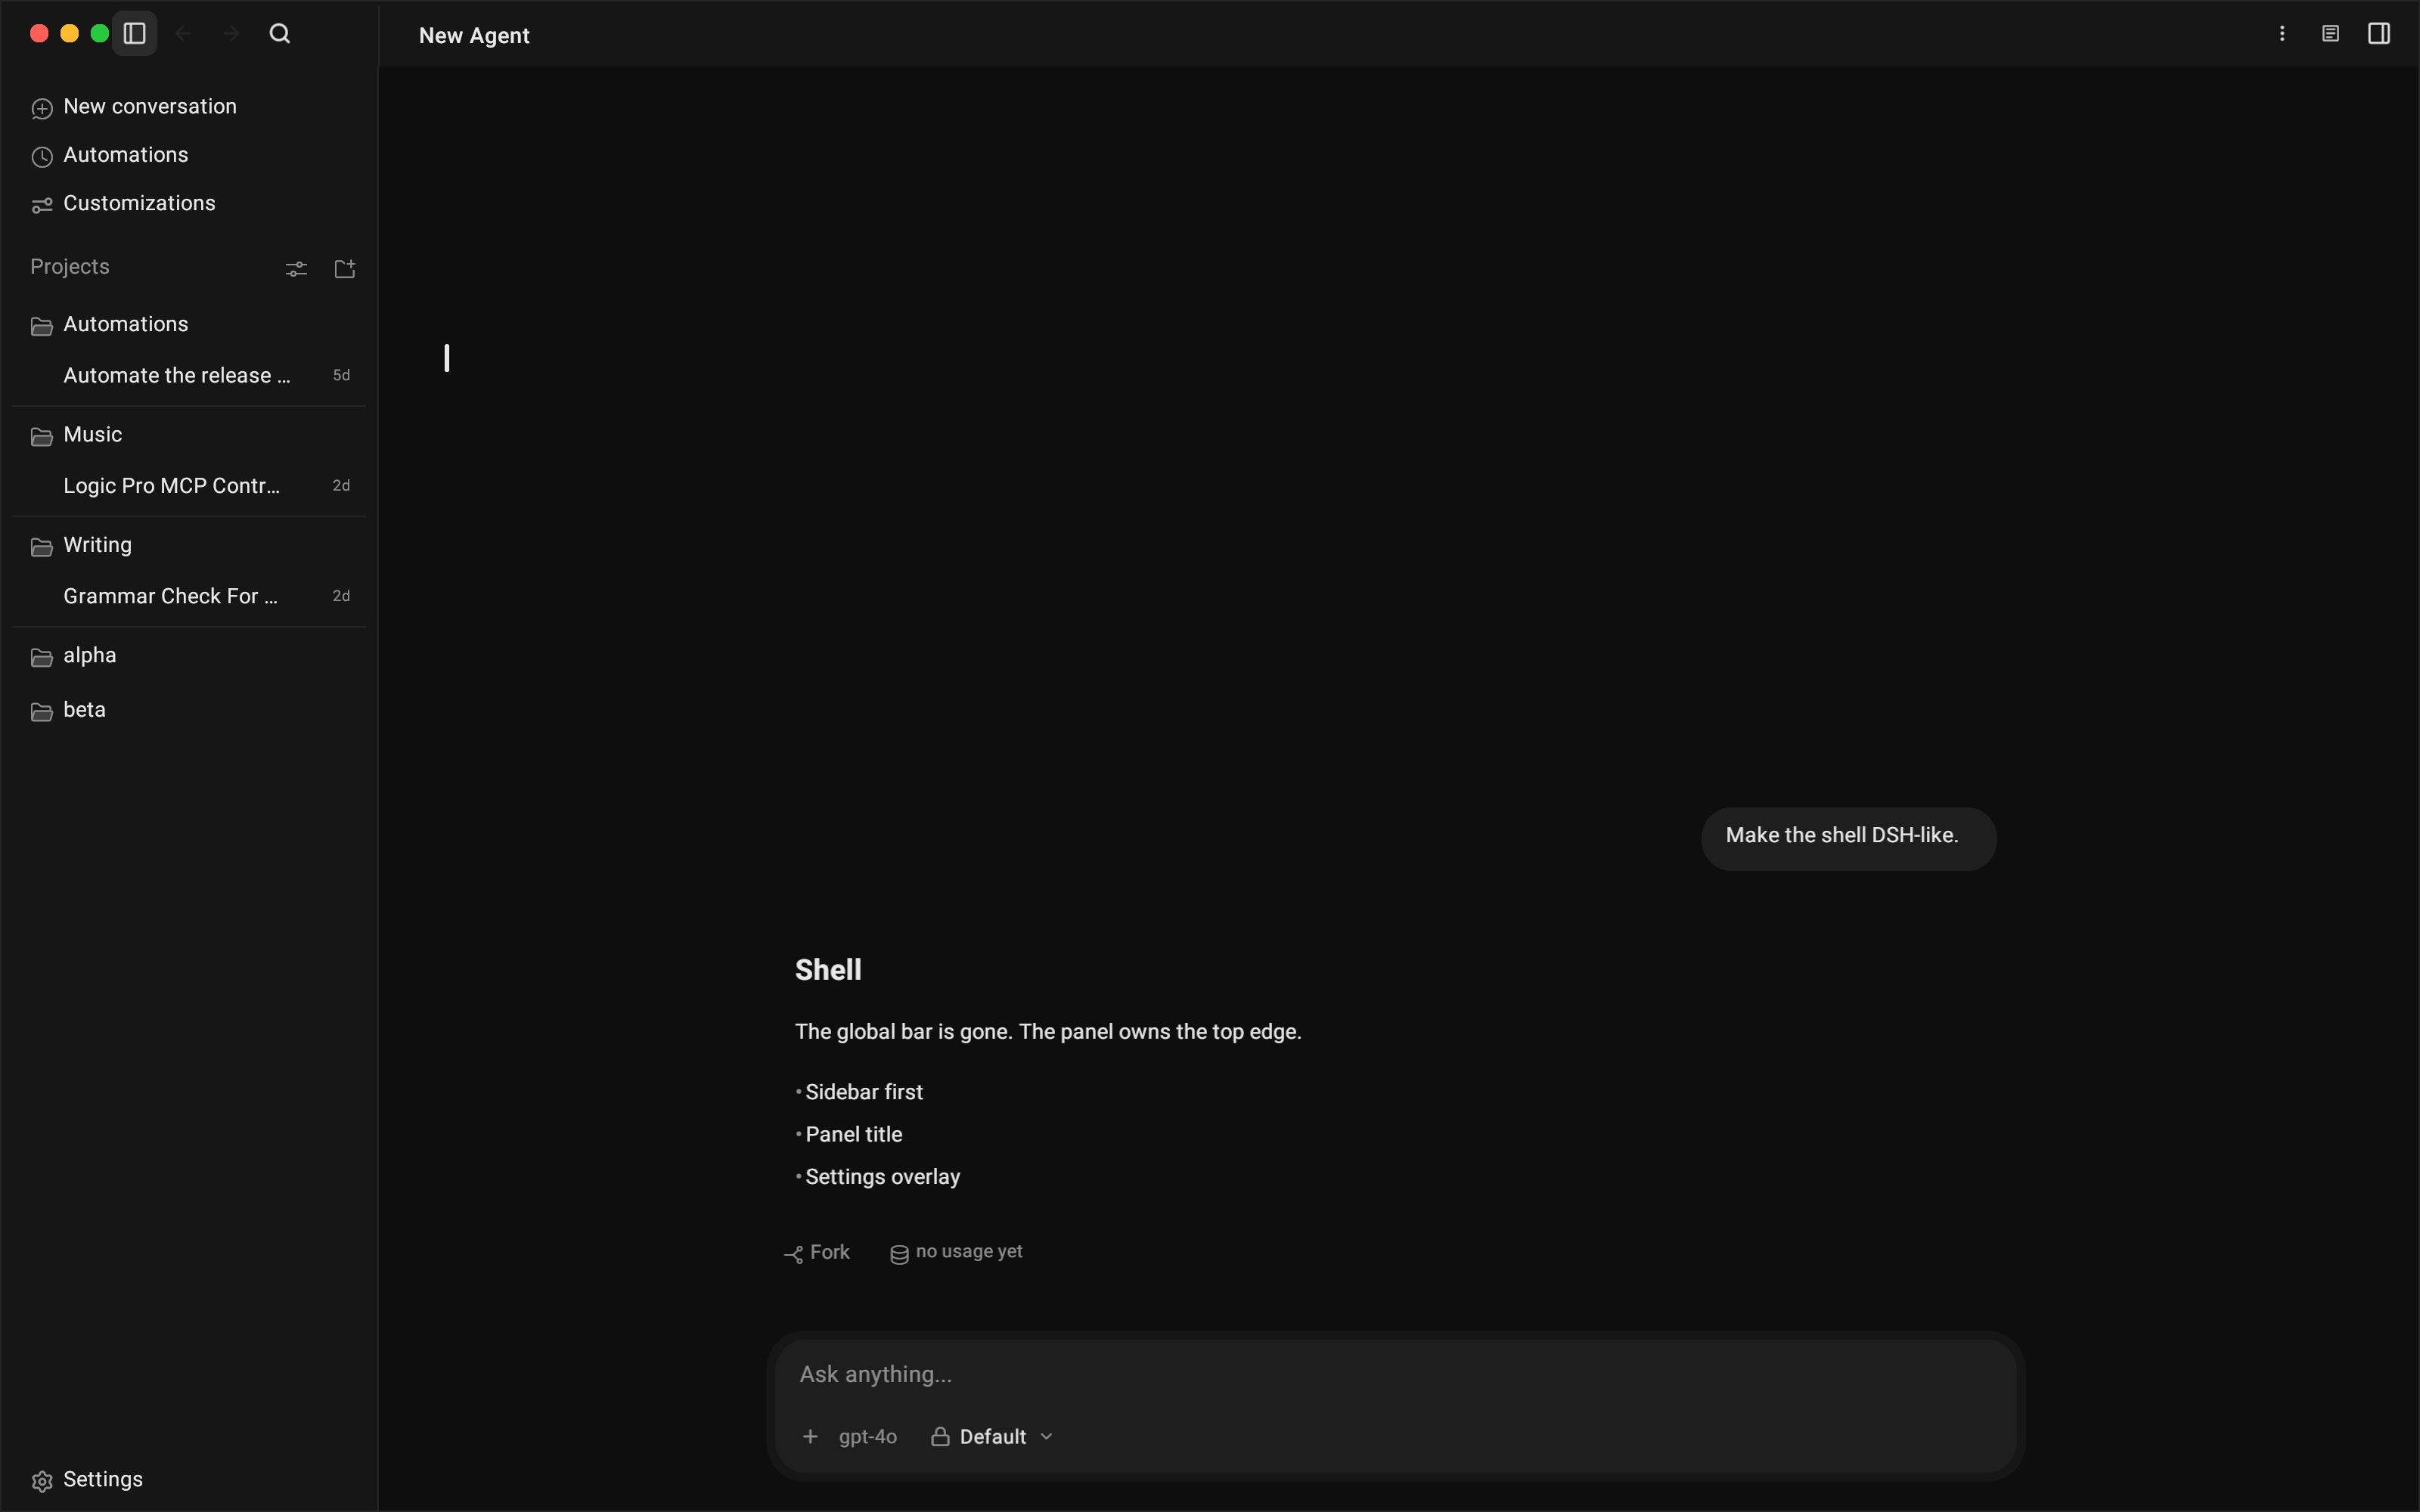 New Agent
New conversation
Automations
Customizations
Projects
Automations
Automate the release ... 5d
Music
Logic Pro MCP Contr... 2d
Writing
Grammar Check For ... 2d
alpha
beta
Settings
Make the shell DSH-like.
Shell
The global bar is gone. The panel owns the top edge.
• Sidebar first
• Panel title
• Settings overlay
Fork no usage yet
Ask anything...
+ gpt-4o Default